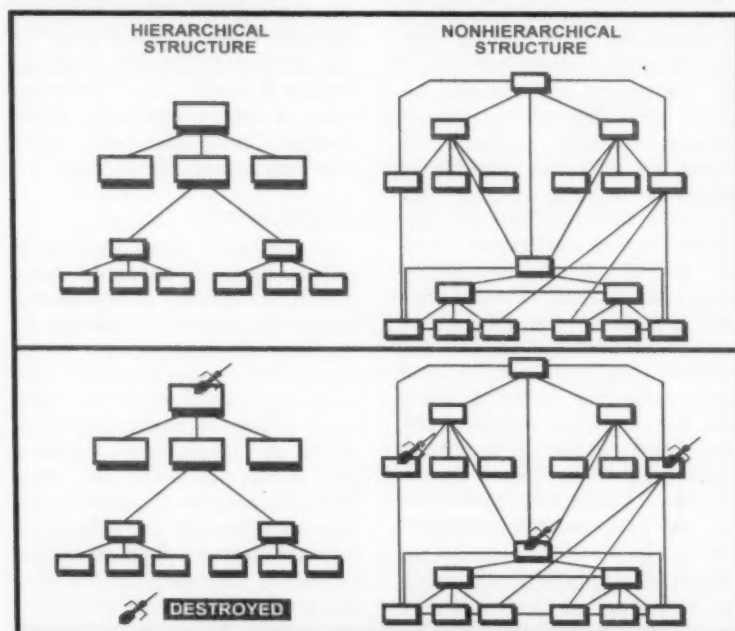 HIERARCHICAL
STRUCTURE
NONHIERARCHICAL
STRUCTURE
DESTROYED